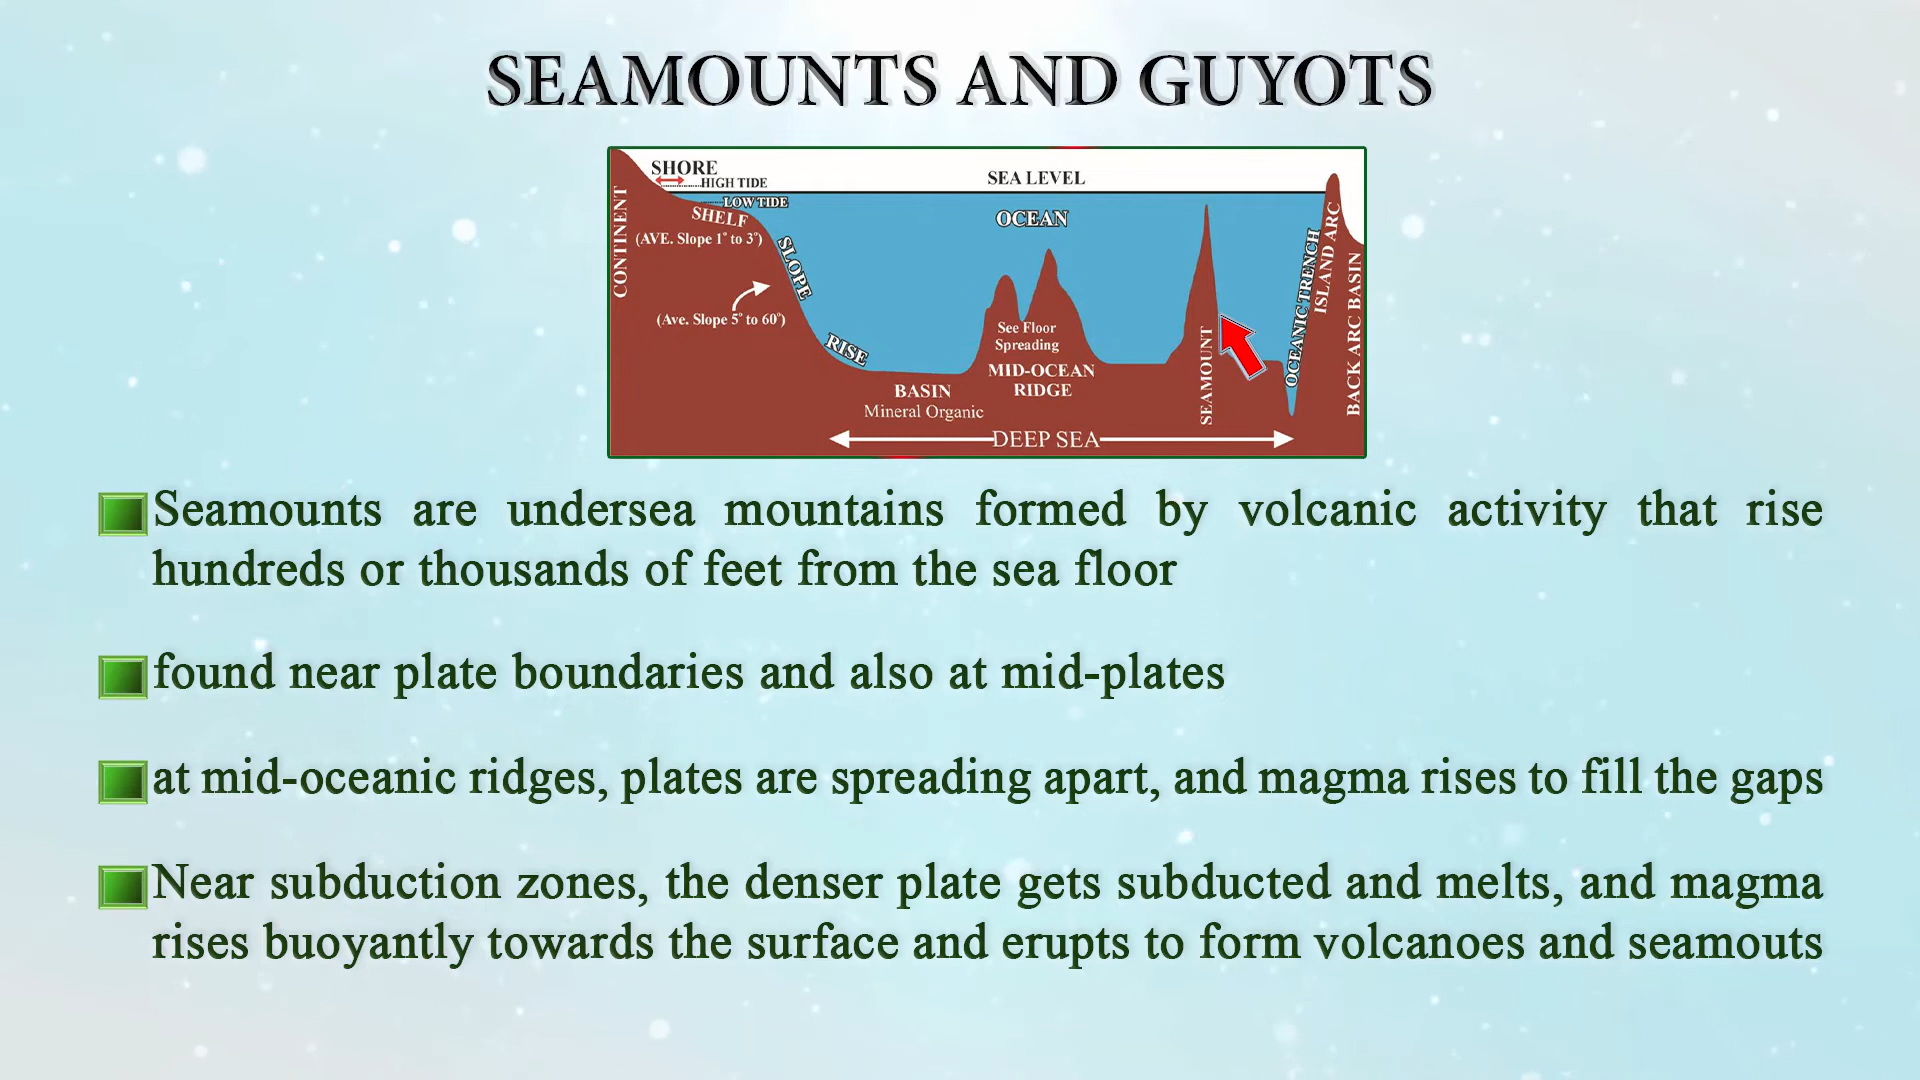 SEAMOUNTS AND GUYOTS
SHORE
HIGH TIDE
LOW TIDE
SEA LEVEL
OCEAN
CONTINENT
SHELF
(AVE. Slope 1° to 3°)
SLOPE
(Ave. Slope 5° to 60°)
RISE
BASIN
Mineral Organic
See Floor
Spreading
MID-OCEAN
RIDGE
SEAMOUNT
OCEANIC TRENCH
ISLAND ARC
BACK ARC BASIN
DEEP SEA
Seamounts are undersea mountains formed by volcanic activity that rise
hundreds or thousands of feet from the sea floor
found near plate boundaries and also at mid-plates
at mid-oceanic ridges, plates are spreading apart, and magma rises to fill the gaps
Near subduction zones, the denser plate gets subducted and melts, and magma
rises buoyantly towards the surface and erupts to form volcanoes and seamouts